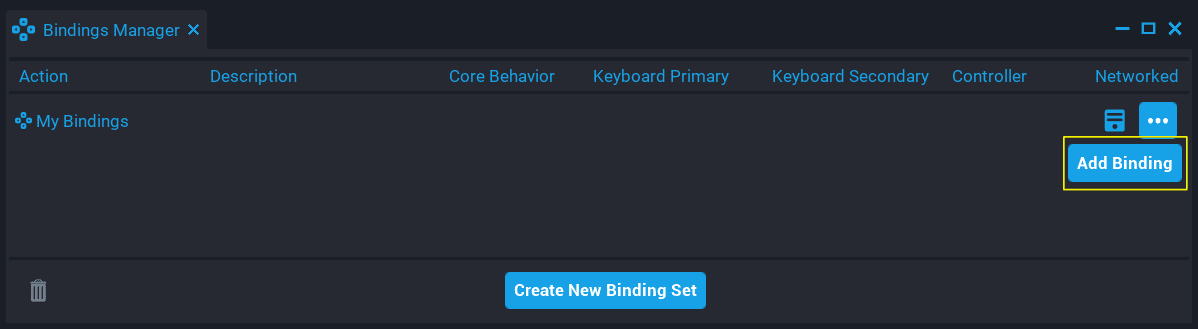 Bindings Manager
Action Description Core Behavior Keyboard Primary Keyboard Secondary Controller Networked
My Bindings
Add Binding
Create New Binding Set